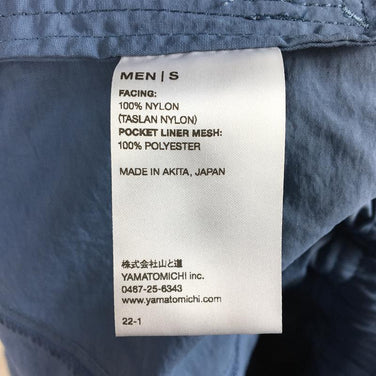 MEN | S
FACING:
100% NYLON
(TASLAN NYLON)
POCKET LINER MESH:
100% POLYESTER
MADE IN AKITA, JAPAN
株式会社山と道
YAMATOMICHI inc.
0467-25-6343
www.yamatomichi.com
22-1